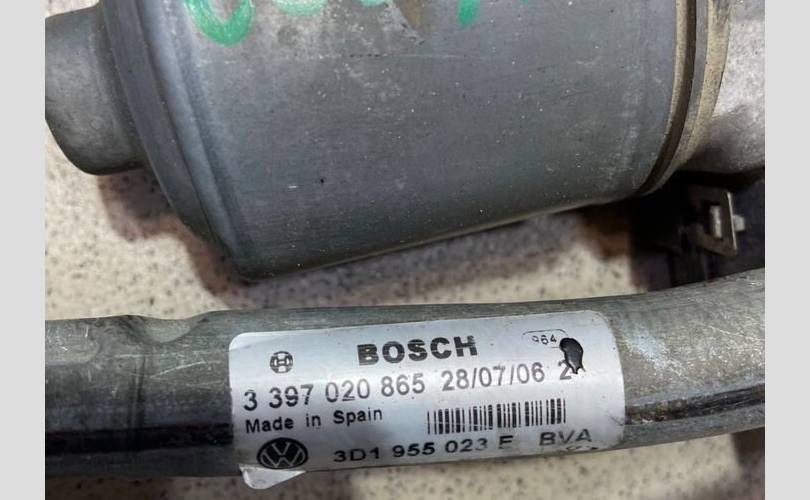 BOSCH 964
3 397 020 865 28/07/06 2
Made in Spain
3D1 955 023 E BVA